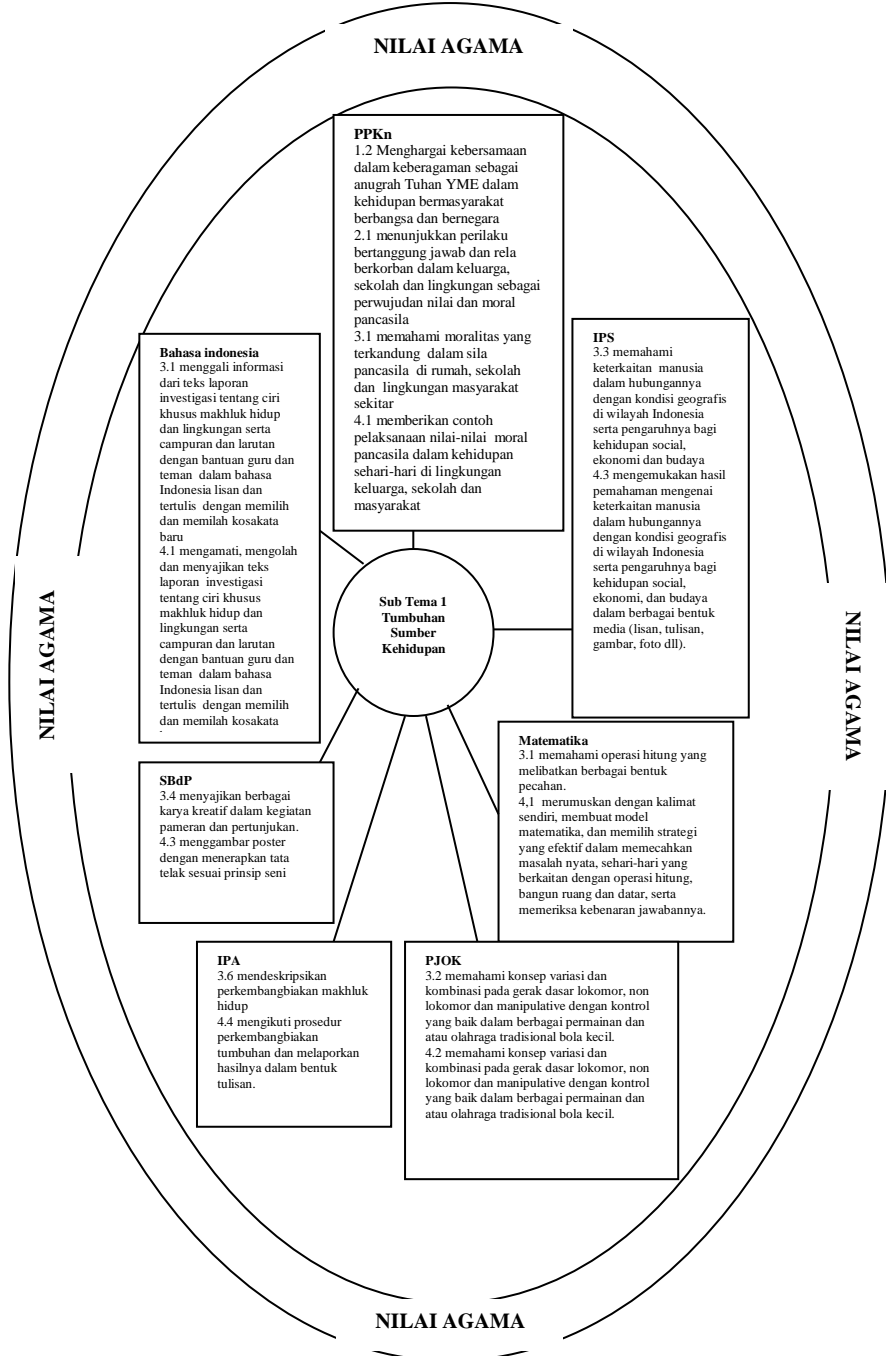 NILAI AGAMA
PPKn
1.2 Menghargai kebersamaan
dalam keberagaman sebagai
anugrah Tuhan YME dalam
kehidupan bermasyarakat
berbangsa dan bernegara
2.1 menunjukkan perilaku
bertanggung jawab dan rela
berkorban dalam keluarga,
sekolah dan lingkungan sebagai
perwujudan nilai dan moral
pancasila
3.1 memahami moralitas yang
terkandung dalam sila
pancasila di rumah, sekolah
dan lingkungan masyarakat
sekitar
4.1 memberikan contoh
pelaksanaan nilai-nilai moral
pancasila dalam kehidupan
sehari-hari di lingkungan
keluarga, sekolah dan
masyarakat
Bahasa indonesia
3.1 menggali informasi
dari teks laporan
investigasi tentang ciri
khusus makhluk hidup
dan lingkungan serta
campuran dan larutan
dengan bantuan guru dan
teman dalam bahasa
Indonesia lisan dan
tertulis dengan memilih
dan memilah kosakata
baru
4.1 mengamati, mengolah
dan menyajikan teks
laporan investigasi
tentang ciri khusus
makhluk hidup dan
lingkungan serta
campuran dan larutan
dengan bantuan guru dan
teman dalam bahasa
Indonesia lisan dan
tertulis dengan memilih
dan memilah kosakata
IPS
3.3 memahami
keterkaitan manusia
dalam hubungannya
dengan kondisi geografis
di wilayah Indonesia
serta pengaruhnya bagi
kehidupan social,
ekonomi dan budaya
4.3 mengemukakan hasil
pemahaman mengenai
keterkaitan manusia
dalam hubungannya
dengan kondisi geografis
di wilayah Indonesia
serta pengaruhnya bagi
kehidupan social,
ekonomi, dan budaya
dalam berbagai bentuk
media (lisan, tulisan,
gambar, foto dll).
Sub Tema 1
Tumbuhan
Sumber
Kehidupan
NILAI AGAMA
NILAI AGAMA
Matematika
3.1 memahami operasi hitung yang
melibatkan berbagai bentuk
pecahan.
4,1 merumuskan dengan kalimat
sendiri, membuat model
matematika, dan memilih strategi
yang efektif dalam memecahkan
masalah nyata, sehari-hari yang
berkaitan dengan operasi hitung,
bangun ruang dan datar, serta
memeriksa kebenaran jawabannya.
SBdP
3.4 menyajikan berbagai
karya kreatif dalam kegiatan
pameran dan pertunjukan.
4.3 menggambar poster
dengan menerapkan tata
telak sesuai prinsip seni
IPA
3.6 mendeskripsikan
perkembangbiakan makhluk
hidup
4.4 mengikuti prosedur
perkembangbiakan
tumbuhan dan melaporkan
hasilnya dalam bentuk
tulisan.
PJOK
3.2 memahami konsep variasi dan
kombinasi pada gerak dasar lokomor, non
lokomor dan manipulative dengan kontrol
yang baik dalam berbagai permainan dan
atau olahraga tradisional bola kecil.
4.2 memahami konsep variasi dan
kombinasi pada gerak dasar lokomor, non
lokomor dan manipulative dengan kontrol
yang baik dalam berbagai permainan dan
atau olahraga tradisional bola kecil.
NILAI AGAMA